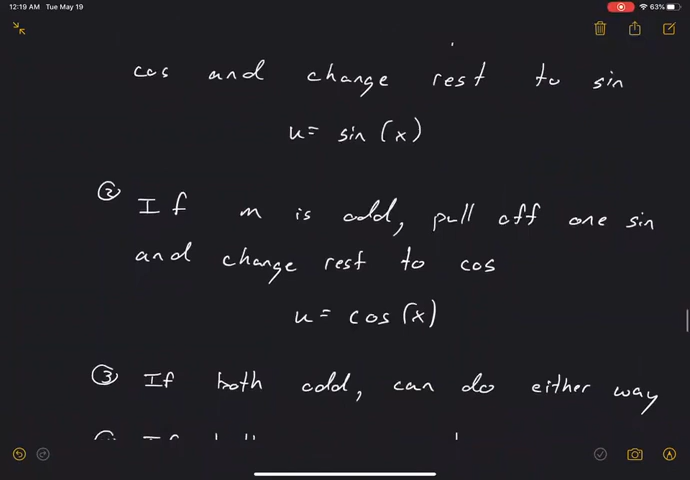 12:19 AM Tue May 19
63%
cos and change rest to sin
u= sin (x)
② If m is odd, pull off one sin
and change rest to cos
u= cos (x)
③ If both odd, can do either way